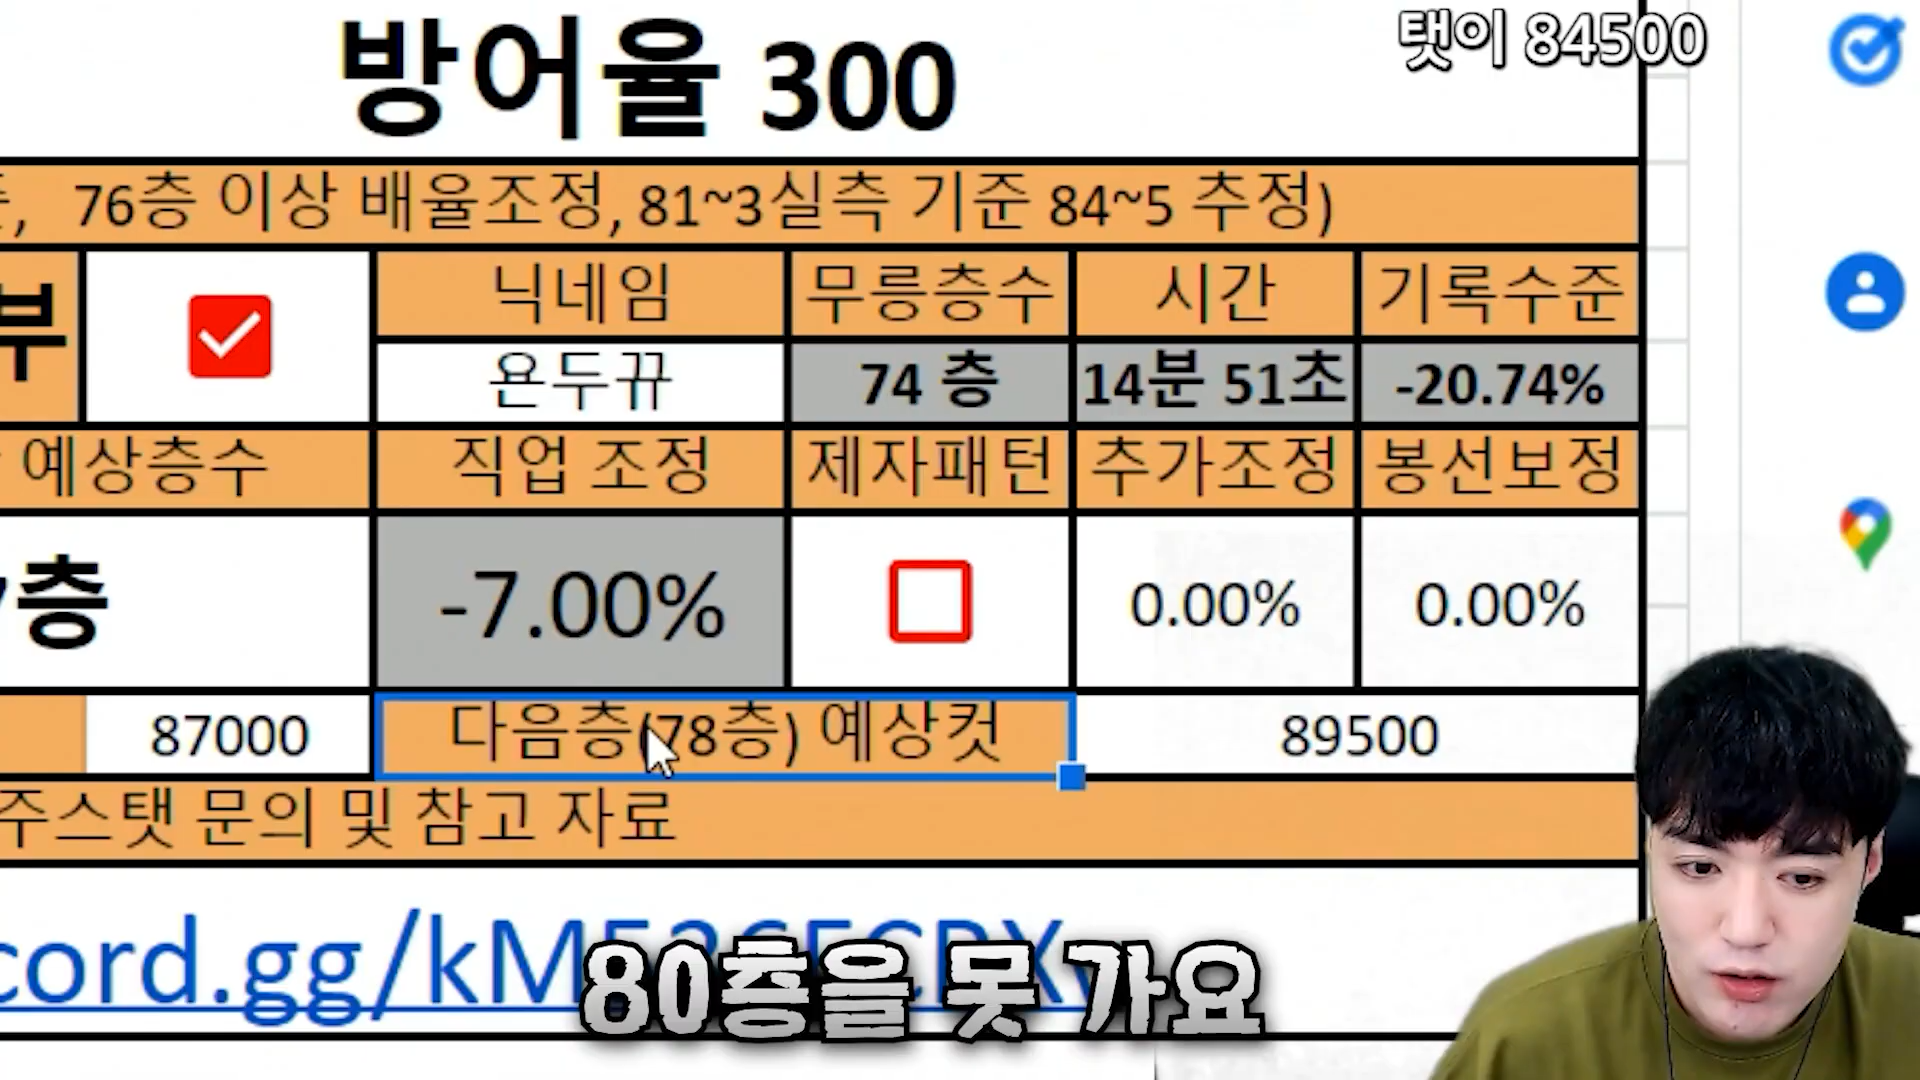 방어율 300
탯이 84500
76층 이상 배율조정, 81~3실측 기준 84~5 추정)
부
닉네임
무릉층수
시간
기록수준
욘두뀨
74 층
14분 51초
-20.74%
예상층수
직업 조정
제자패턴
추가조정
봉선보정
층
-7.00%
0.00%
0.00%
87000
다음층(78층) 예상컷
89500
주스탯 문의 및 참고 자료
cord.gg/kM
80층을 못 가요